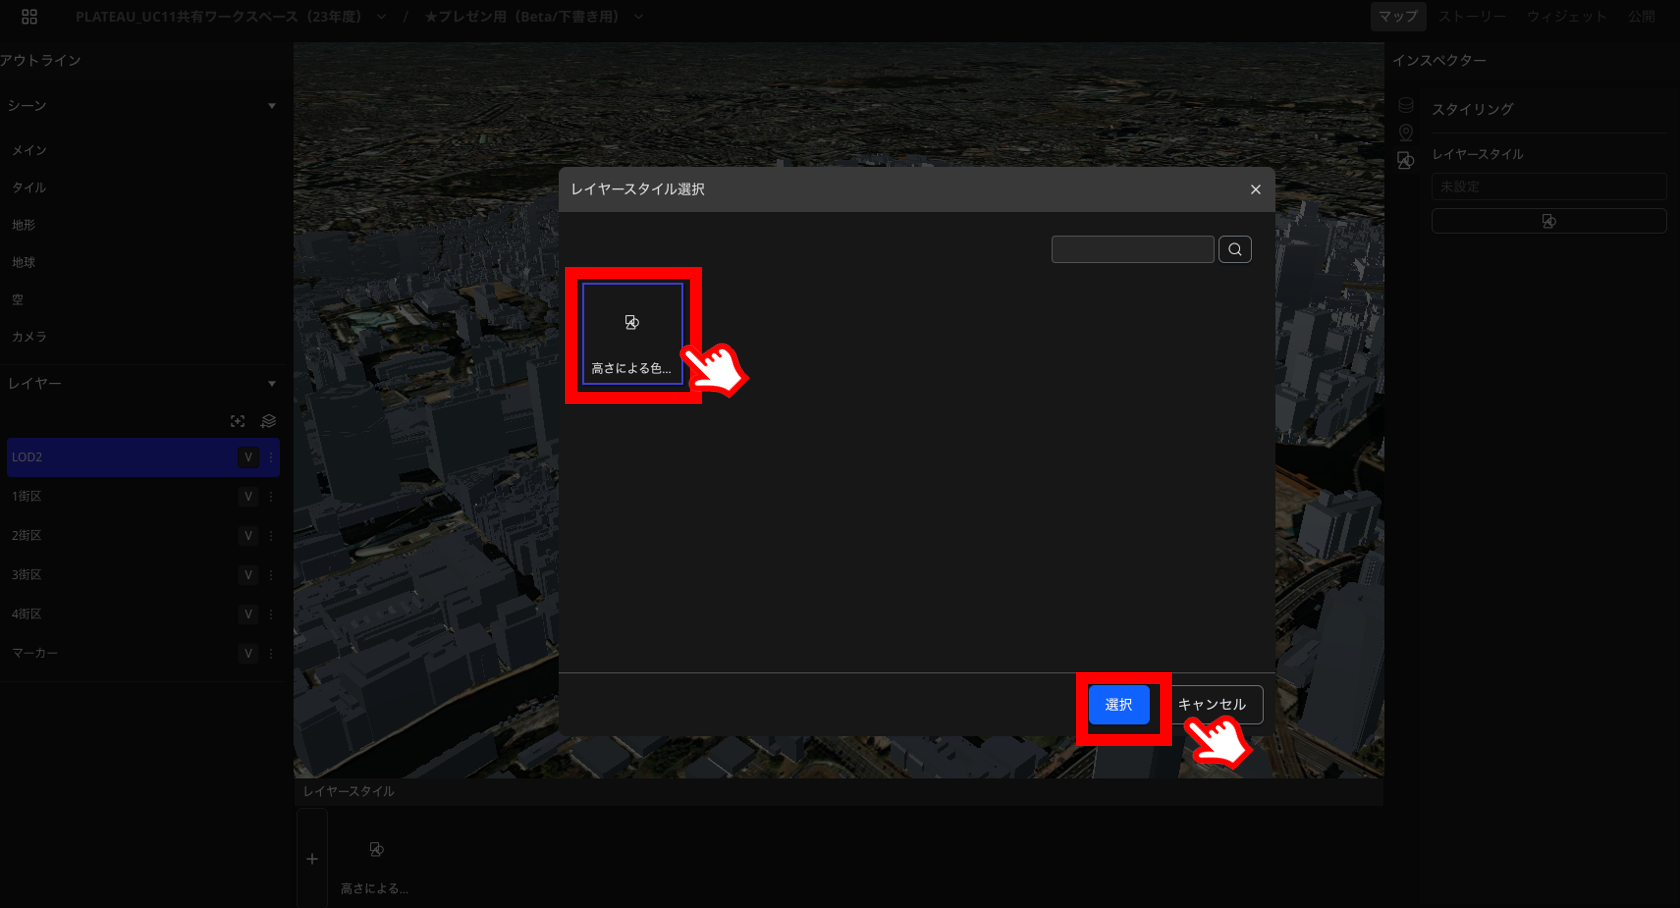 PLATEAU_UC11共有ワークスペース（23年度） / ★プレゼン用（Beta/下書き用）
マップ ストーリー ウィジェット 公開
アウトライン
シーン
メイン
タイル
地形
地球
空
カメラ
レイヤー
LOD2 V
1街区 V
2街区 V
3街区 V
4街区 V
マーカー V
レイヤースタイル選択
高さによる色...
選択
キャンセル
レイヤースタイル
+
高さによる...
インスペクター
スタイリング
レイヤースタイル
未設定